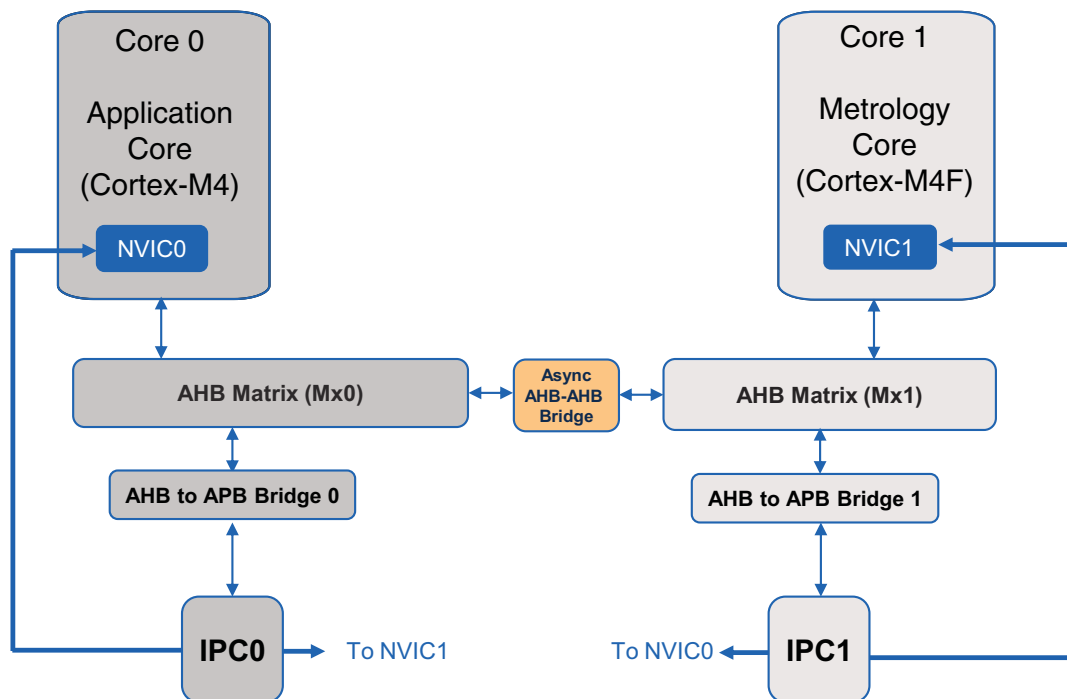 Core 0
Application
Core
(Cortex-M4)
NVIC0
Core 1
Metrology
Core
(Cortex-M4F)
NVIC1
AHB Matrix (Mx0)
Async
AHB-AHB
Bridge
AHB Matrix (Mx1)
AHB to APB Bridge 0
AHB to APB Bridge 1
IPC0
To NVIC1
To NVIC0
IPC1